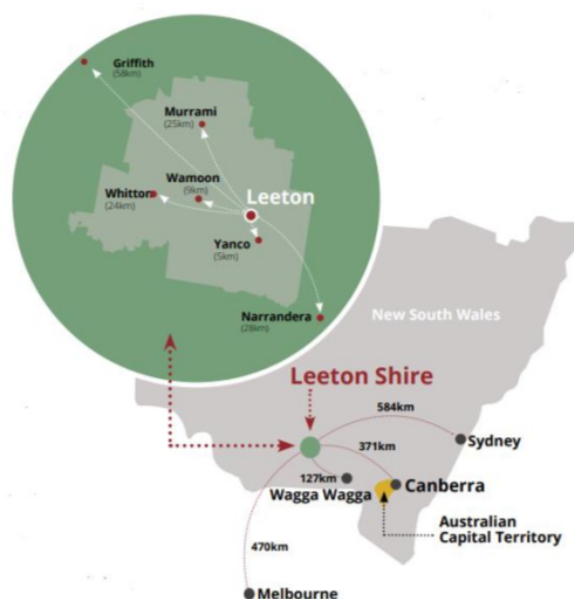 Griffith
(58km)
Murrami
(25km)
Wamoon
(9km)
Whitton
(24km)
Leeton
Yanco
(5km)
Narrandera
(28km)
New South Wales
Leeton Shire
584km
Sydney
371km
127km
Canberra
Wagga Wagga
Australian
Capital Territory
470km
Melbourne